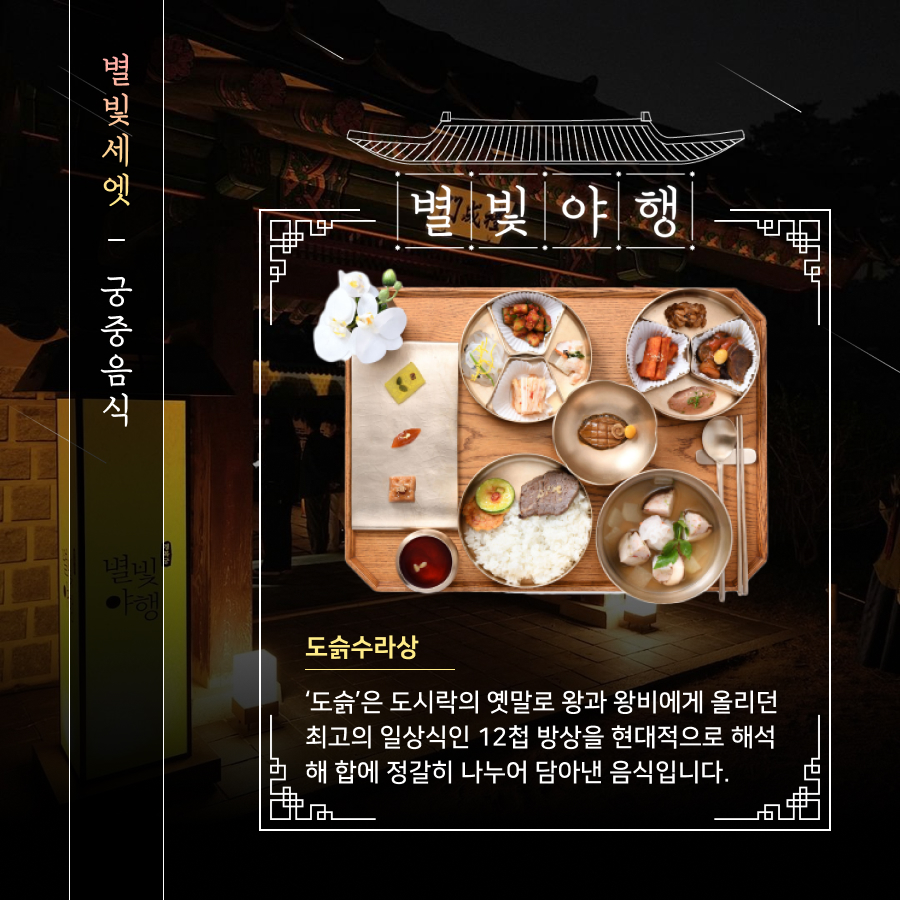 별빛세엣 – 궁중음식
별빛야행
도슭수라상
‘도슭’은 도시락의 옛말로 왕과 왕비에게 올리던
최고의 일상식인 12첩 방상을 현대적으로 해석
해 합에 정갈히 나누어 담아낸 음식입니다.
별빛
야행